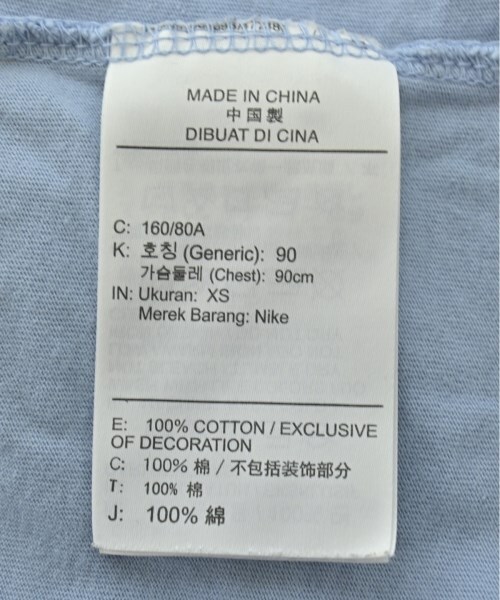 MADE IN CHINA
中国製
DIBUAT DI CINA
C: 160/80A
K: 호칭 (Generic): 90
가슴둘레 (Chest): 90cm
IN: Ukuran: XS
Merek Barang: Nike
E: 100% COTTON / EXCLUSIVE
OF DECORATION
C: 100% 棉 / 不包括装饰部分
T: 100% 棉
J: 100% 綿